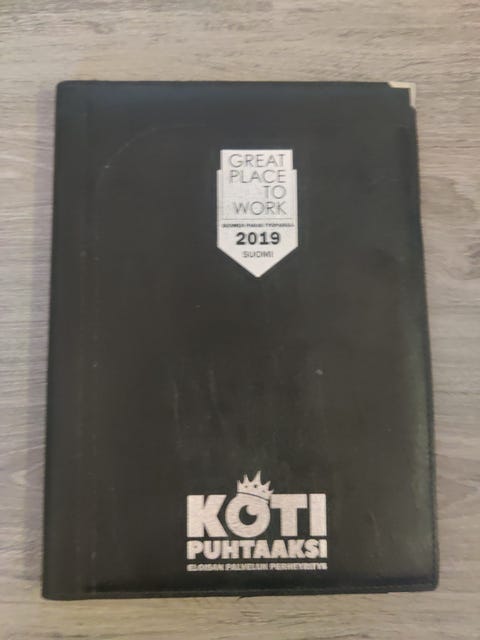 GREAT
PLACE
TO
WORK
SUOMEN PARAS TYÖPAIKKA
2019
SUOMI
KOTI
PUHTAAKSI
ELOISAN PALVELUN PERHEYRITYS